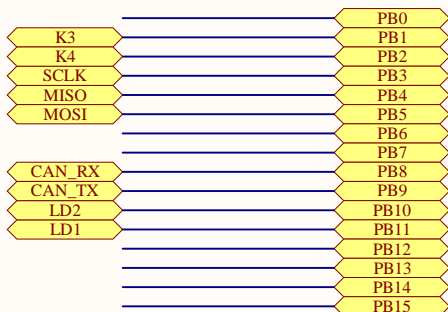 PB0
K3 PB1
K4 PB2
SCLK PB3
MISO PB4
MOSI PB5
PB6
PB7
CAN_RX PB8
CAN_TX PB9
LD2 PB10
LD1 PB11
PB12
PB13
PB14
PB15